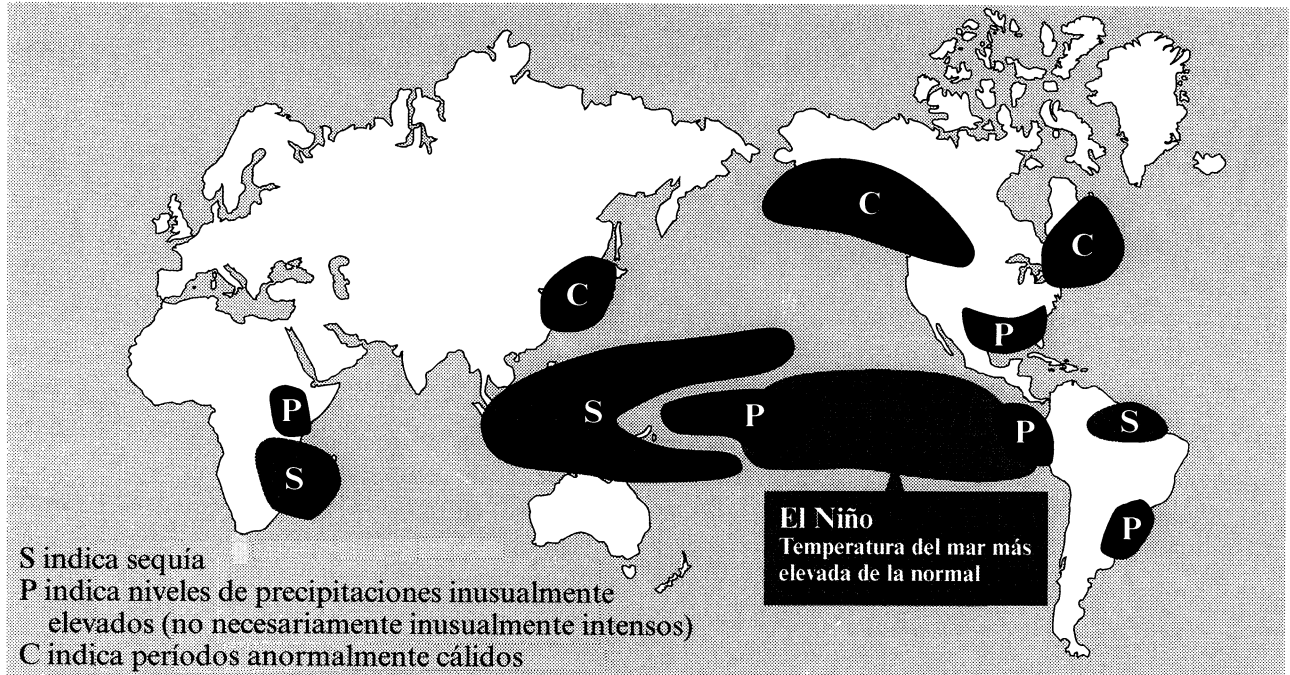 C
C
C
P
P
S
P
P
S
S
P
El Niño
Temperatura del mar más
elevada de la normal
S indica sequía
P indica niveles de precipitaciones inusualmente
elevados (no necesariamente inusualmente intensos)
C indica períodos anormalmente cálidos